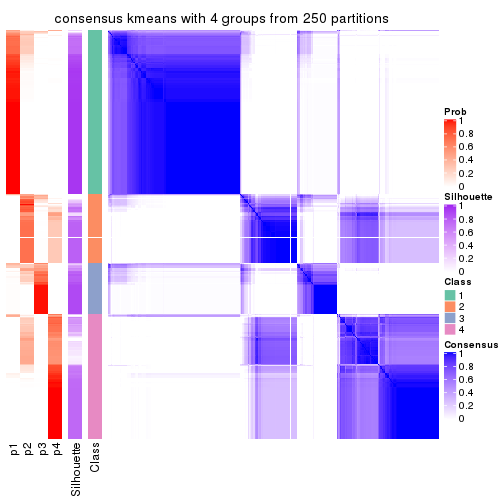 consensus kmeans with 4 groups from 250 partitions
Prob
1
0.8
0.6
0.4
0.2
0
Silhouette
1
0.8
0.6
0.4
0.2
0
Class
1
2
3
4
Consensus
1
0.8
0.6
0.4
0.2
0
p1
p2
p3
p4
Silhouette
Class